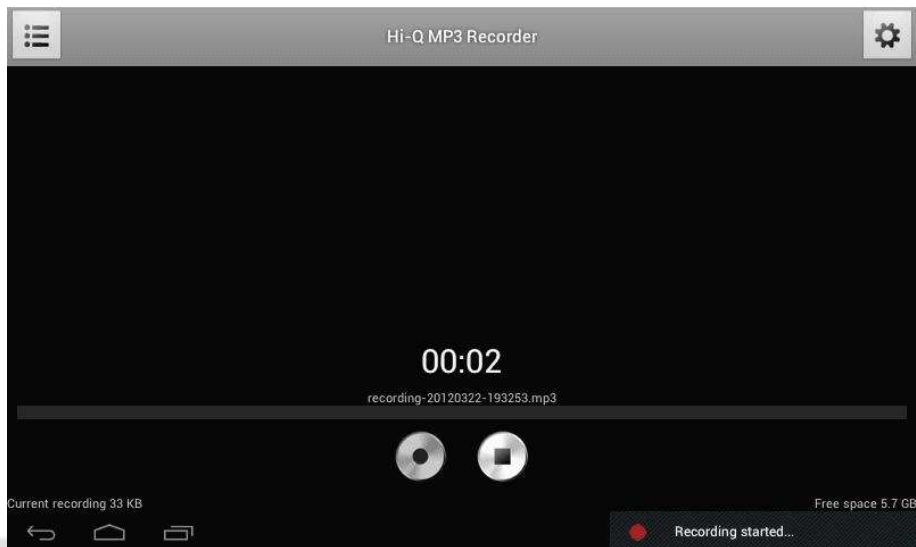 Hi-Q MP3 Recorder
00:02
recording-20120322-193253.mp3
Current recording 33 KB
Free space 5.7 GB
Recording started...